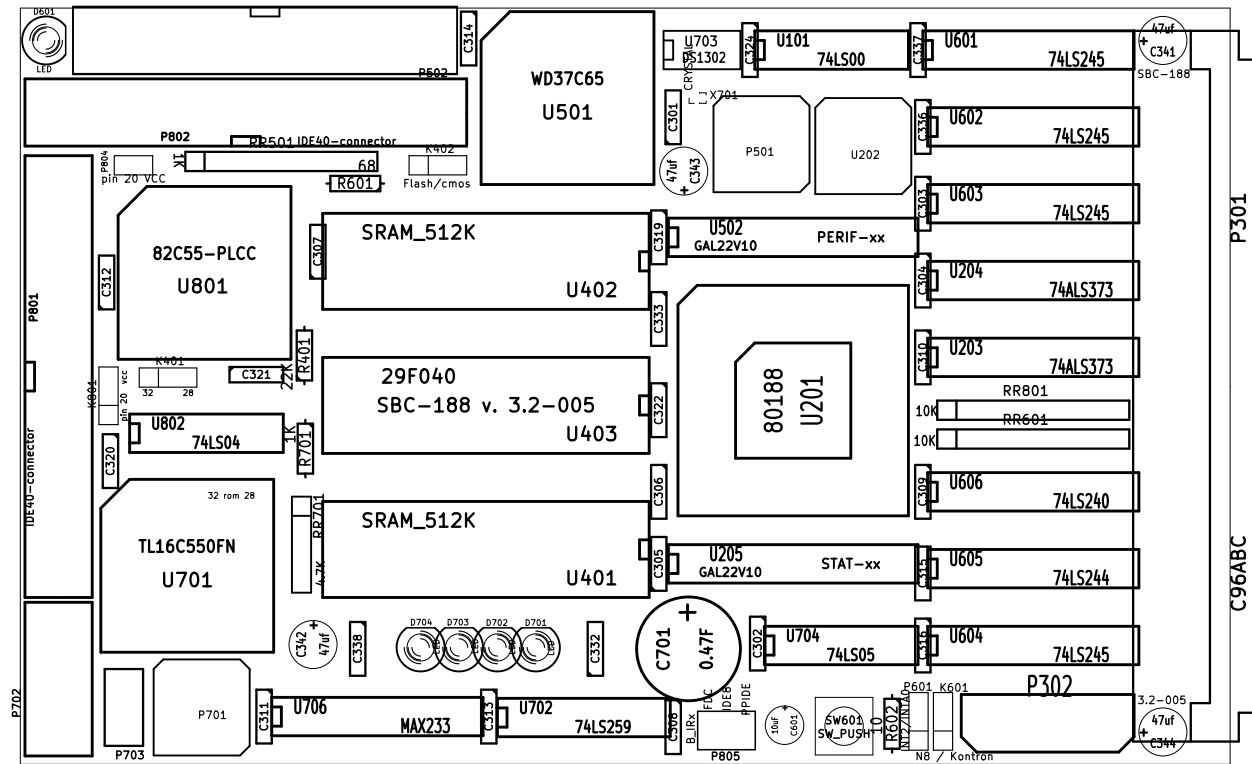 D601
LED
P502
C314
WD37C65
U501
U703
DS1302
CRYSTAL
X701
C324
U101
74LS00
C337
U601
74LS245
47uf
C341
SBC-188
P802
IDE40-connector
RR501
1K
68
P804
pin 20 VCC
K402
Flash/cmos
R601
C301
47uf
C343
P501
U202
C336
U602
74LS245
C303
U603
74LS245
P301
82C55-PLCC
U801
C312
C307
SRAM_512K
U402
C319
U502
GAL22V10
PERIF-xx
C304
U204
74ALS373
P801
IDE40-connector
C333
K401
32
28
K801
pin 20 vcc
C321
22K
R401
29F040
SBC-188 v. 3.2-005
U403
C322
80188
U201
C310
U203
74ALS373
10K
RR801
10K
RR601
U802
74LS04
1K
R701
C320
32 rom 28
TL16C550FN
U701
RR701
4.7K
SRAM_512K
U401
C306
C305
U205
GAL22V10
STAT-xx
C309
U606
74LS240
C315
U605
74LS244
C96ABC
C342
47uf
C338
D704
D703
D702
D701
LED
LED
LED
LED
C332
C701
0.47F
C302
U704
74LS05
C316
U604
74LS245
P702
P703
P701
C311
U706
MAX233
C313
U702
74LS259
C308
B_IRx
FDC
IDE8
PPIDE
P805
10uf
C601
SW601
SW_PUSH
10
R602
P601
INT2/INTA0
K601
N8 / Kontron
P302
3.2-005
47uf
C344